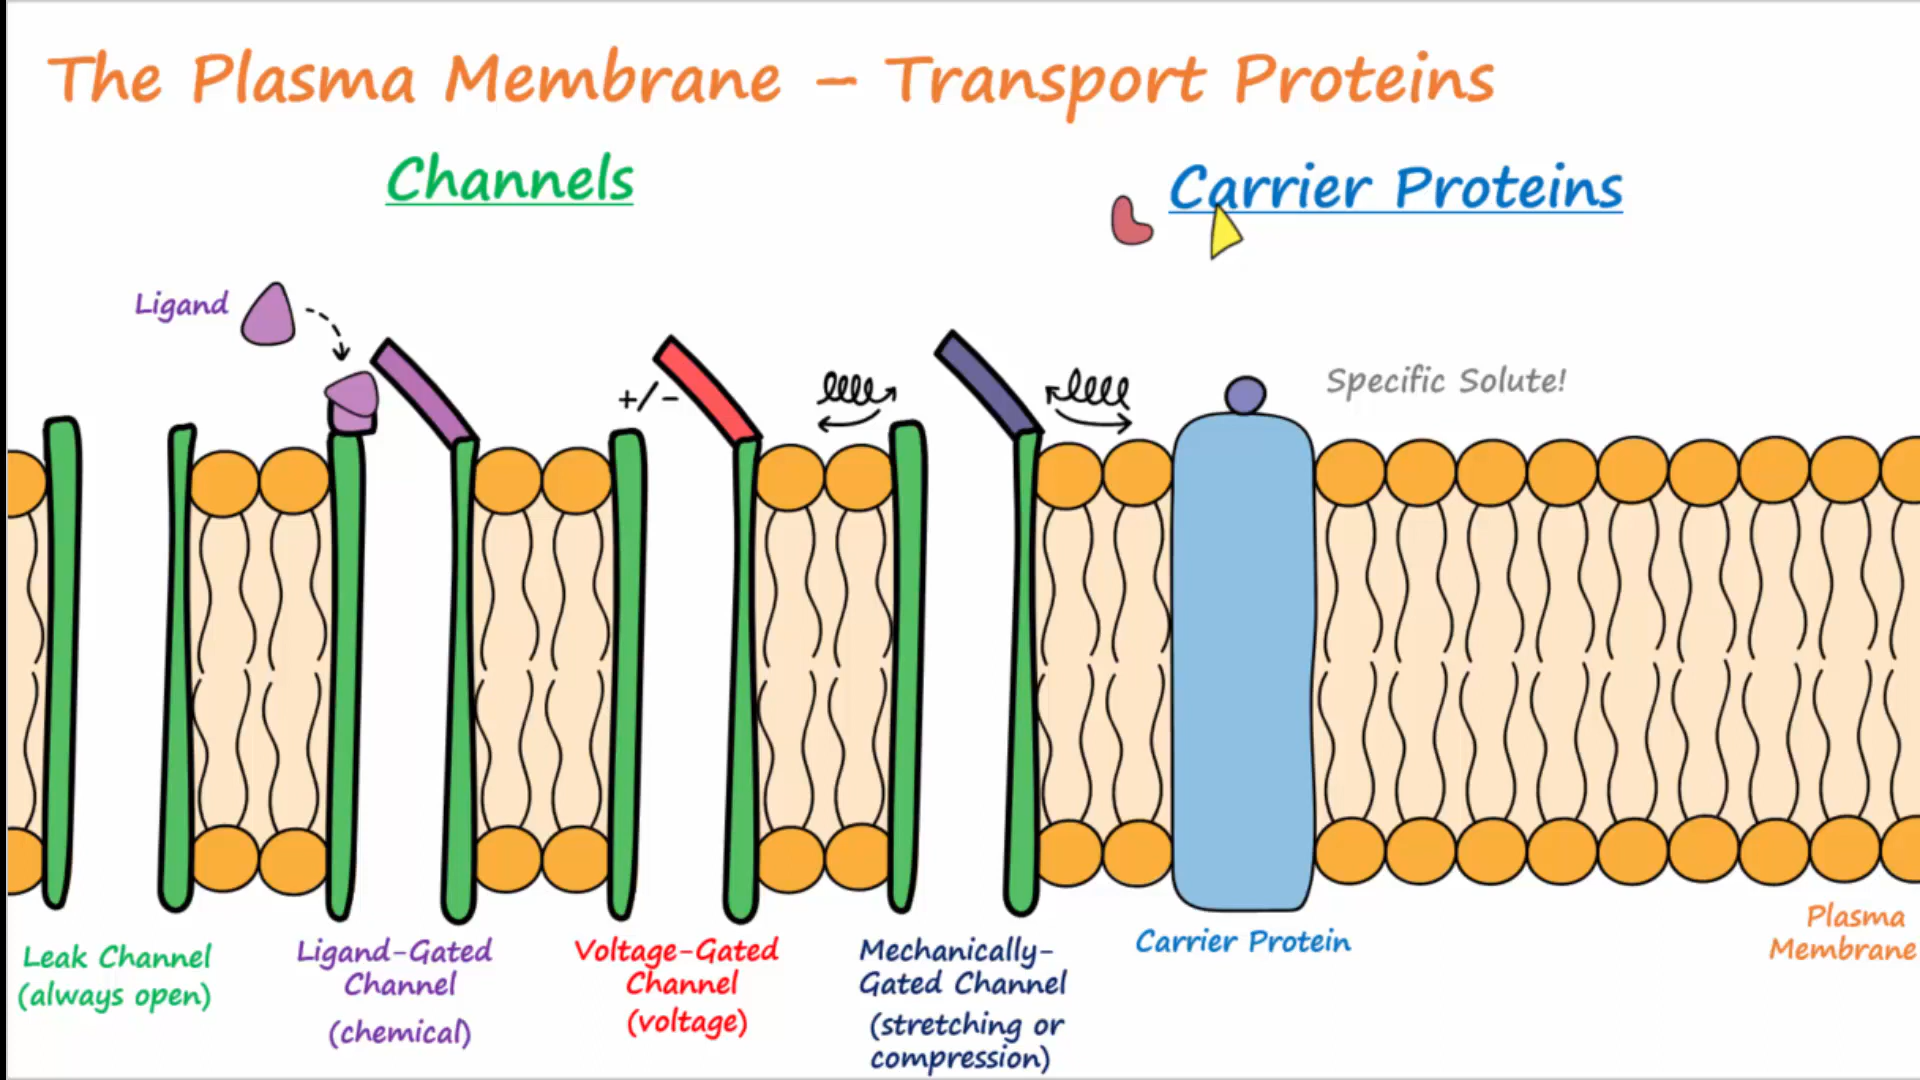 The Plasma Membrane – Transport Proteins
Channels
Carrier Proteins
Ligand
+/-
Specific Solute!
Leak Channel
(always open)
Ligand-Gated
Channel
(chemical)
Voltage-Gated
Channel
(voltage)
Mechanically-
Gated Channel
(stretching or
compression)
Carrier Protein
Plasma
Membrane